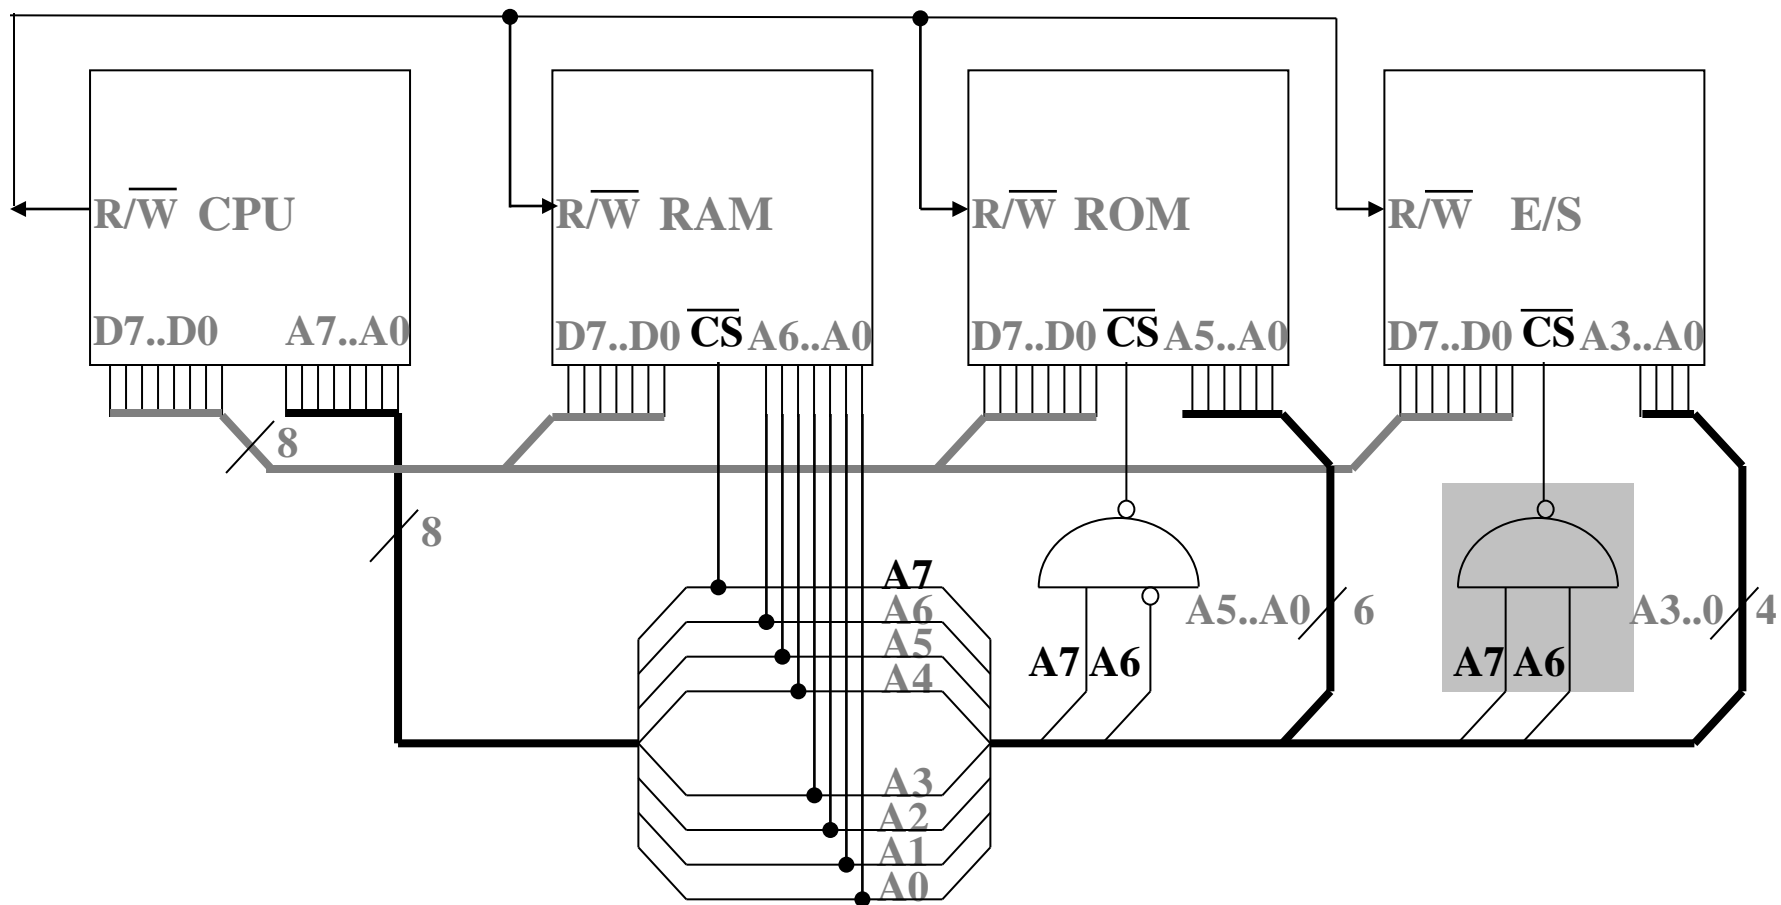 R/W CPU
R/W RAM
R/W ROM
R/W E/S
D7..D0 A7..A0
D7..D0 CS A6..A0
D7..D0 CS A5..A0
D7..D0 CS A3..A0
8
8
A7
A6
A5
A4
A3
A2
A1
A0
A7 A6
A5..A0 6
A7 A6
A3..0 4